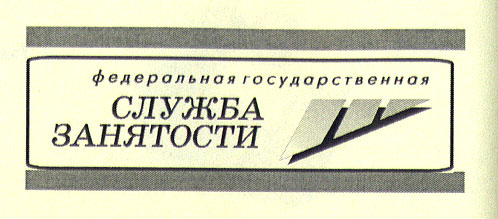 федеральная государственная
СЛУЖБА
ЗАНЯТОСТИ